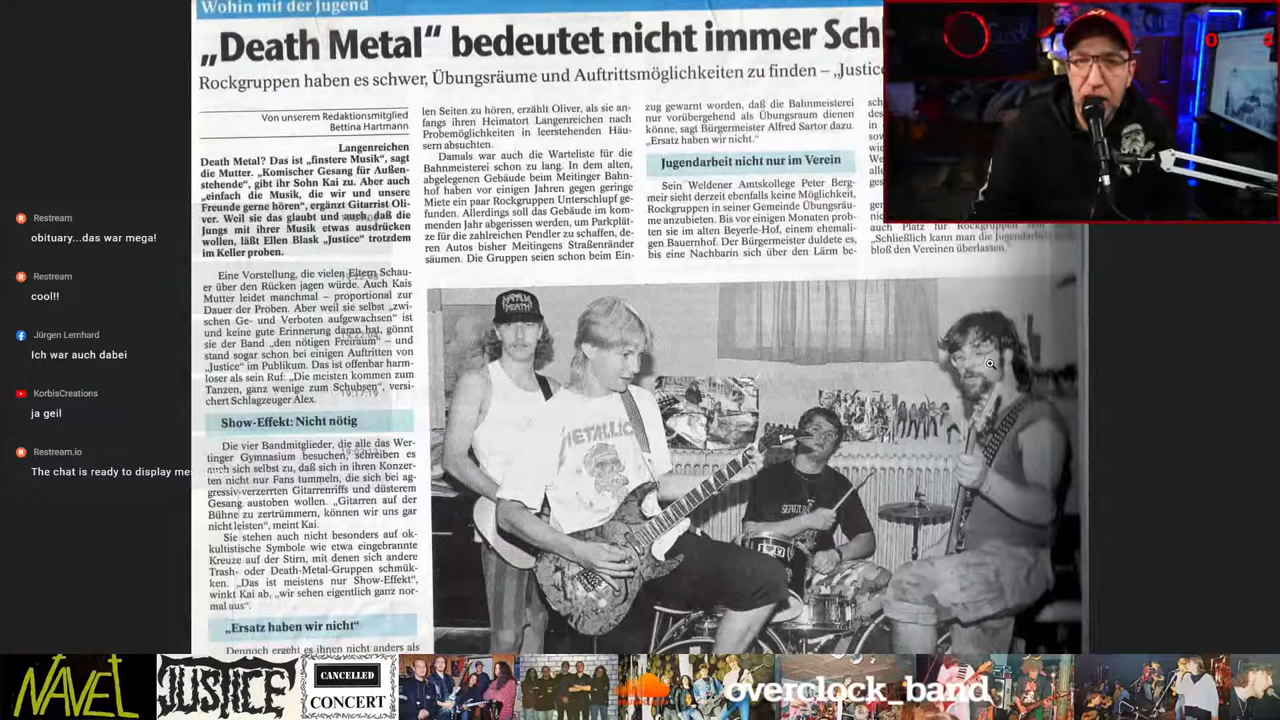 Wohin mit der Jugend
„Death Metal“ bedeutet nicht immer Sch
Rockgruppen haben es schwer, Übungsräume und Auftrittsmöglichkeiten zu finden – „Justice
Von unserem Redaktionsmitglied
Bettina Hartmann
Langenreichen
Death Metal? Das ist „finstere Musik“, sagt
die Mutter. „Komischer Gesang für Außen-
stehende“, gibt ihr Sohn Kai zu. Aber auch
„einfach die Musik, die wir und unsere
Freunde gerne hören“, ergänzt Gitarrist Oli-
ver. Weil sie das glaubt und auch, daß die
Jungs mit ihrer Musik etwas ausdrücken
wollen, läßt Ellen Blask „Justice“ trotzdem
im Keller proben.
Eine Vorstellung, die vielen Eltern Schau-
er über den Rücken jagen würde. Auch Kais
Mutter leidet manchmal – proportional zur
Dauer der Proben. Aber weil sie selbst „zwi-
schen Ge- und Verboten aufgewachsen“ ist
und keine gute Erinnerung daran hat, gönnt
sie der Band „den nötigen Freiraum“ – und
stand sogar schon bei einigen Auftritten von
„Justice“ im Publikum. Das ist offenbar harm-
loser als sein Ruf: „Die meisten kommen zum
Tanzen, ganz wenige zum Schubsen“, versi-
chert Schlagzeuger Alex.
Show-Effekt: Nicht nötig
Die vier Bandmitglieder, die alle das Wer-
tinger Gymnasium besuchen, schreiben es
auch sich selbst zu, daß sich in ihren Konzer-
ten nicht nur Fans tummeln, die sich bei ag-
gressiv-verzerrten Gitarrenriffs und düsterem
Gesang austoben wollen. „Gitarren auf der
Bühne zu zertrümmern, können wir uns gar
nicht leisten“, meint Kai.
Sie stehen auch nicht besonders auf ok-
kultistische Symbole wie etwa eingebrannte
Kreuze auf der Stirn, mit denen sich andere
Trash- oder Death-Metal-Gruppen schmük-
ken. „Das ist meistens nur Show-Effekt“,
winkt Kai ab, „wir sehen eigentlich ganz nor-
mal aus“.
„Ersatz haben wir nicht“
Dennoch ergeht es ihnen nicht anders als
len Seiten zu hören, erzählt Oliver, als sie an-
fangs ihren Heimatort Langenreichen nach
Probemöglichkeiten in leerstehenden Häu-
sern absuchten.
Damals war auch die Warteliste für die
Bahnmeisterei schon zu lang. In dem alten,
abgelegenen Gebäude beim Meitinger Bahn-
hof haben vor einigen Jahren gegen geringe
Miete ein paar Rockgruppen Unterschlupf ge-
funden. Allerdings soll das Gebäude im kom-
menden Jahr abgerissen werden, um Parkplät-
ze für die zahlreichen Pendler zu schaffen, de-
ren Autos bisher Meitingens Straßenränder
säumen. Die Gruppen seien schon beim Ein-
zug gewarnt worden, daß die Bahnmeisterei
nur vorübergehend als Übungsraum dienen
könne, sagt Bürgermeister Alfred Sartor dazu.
„Ersatz haben wir nicht.“
Jugendarbeit nicht nur im Verein
Sein Weldener Amtskollege Peter Berg-
meir sieht derzeit ebenfalls keine Möglichkeit,
Rockgruppen in seiner Gemeinde Übungsräu-
me anzubieten. Bis vor einigen Monaten prob-
ten sie im alten Beyerle-Hof, einem ehemali-
gen Bauernhof. Der Bürgermeister duldete es,
bis eine Nachbarin sich über den Lärm be-
„Schließlich kann man die Jugendarbeit
bloß den Vereinen überlassen.“
NAPALM DEATH
METALLIC
SEPULTURA
Restream
obituary...das war mega!
Restream
cool!!
Jürgen Lernhard
Ich war auch dabei
KorbisCreations
ja geil
Restream.io
The chat is ready to display mes
19:22:04
19:17:19
NAVEL
JUSTICE
CANCELLED
CONCERT
overclock_band